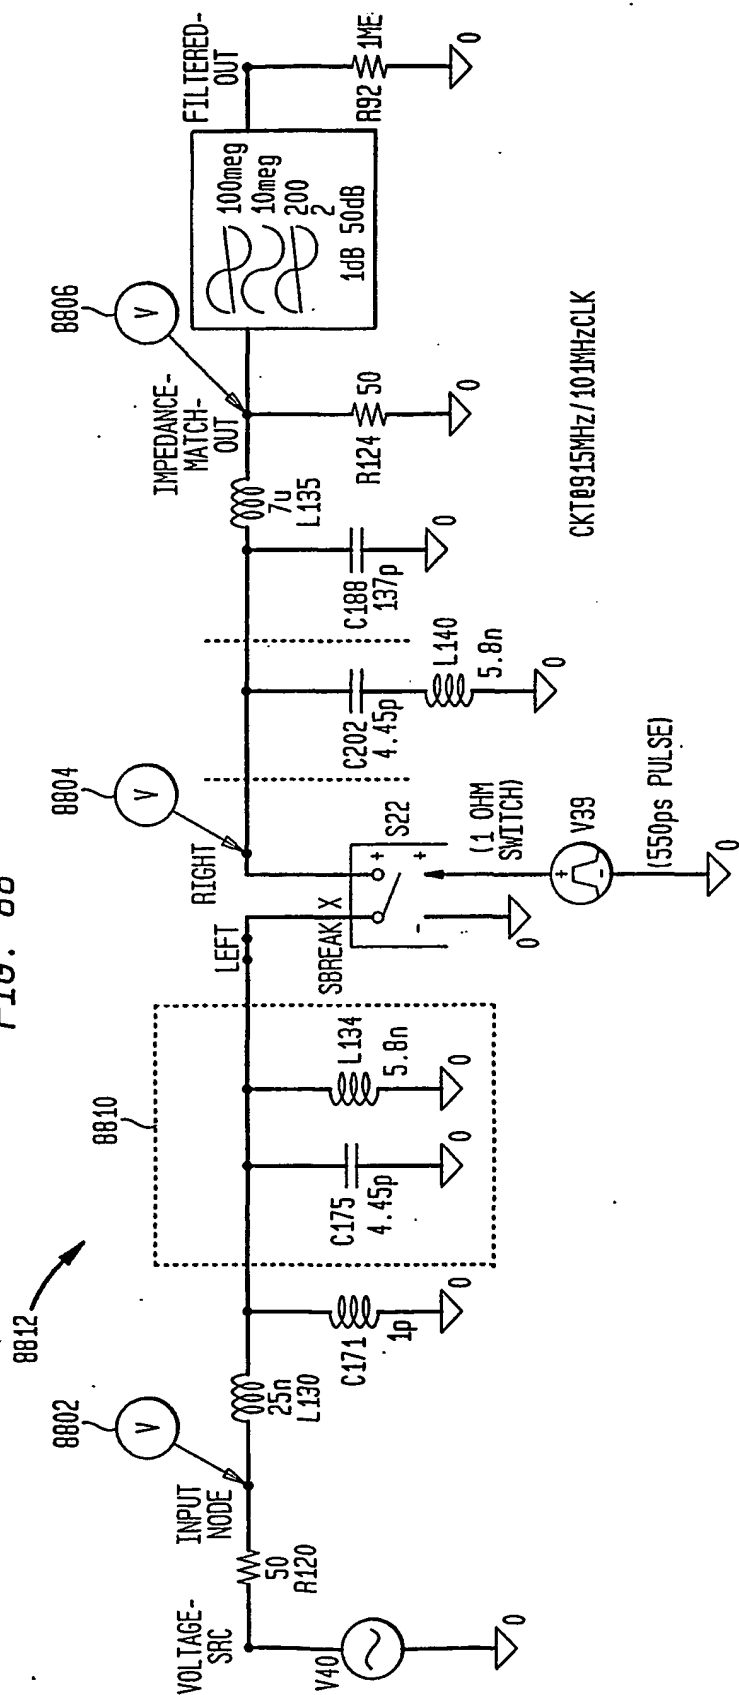 FIG. 88
8812
8802
8810
8804
8806
VOLTAGE-
SRC
V40
0
50
R120
INPUT
NODE
V
25n
L130
C171
1p
0
C175
4.45p
0
L134
5.8n
0
LEFT
SBREAK X
S22
+
+
-
0
(1 OHM
SWITCH)
V39
+
-
(550ps PULSE)
0
RIGHT
V
C202
4.45p
L140
5.8n
0
C188
137p
0
7u
L135
IMPEDANCE-
MATCH-
OUT
V
R124
50
0
100meg
10meg
200
2
1dB 50dB
FILTERED-
OUT
R92
1ME
0
CKT@915MHz/101MHzCLK